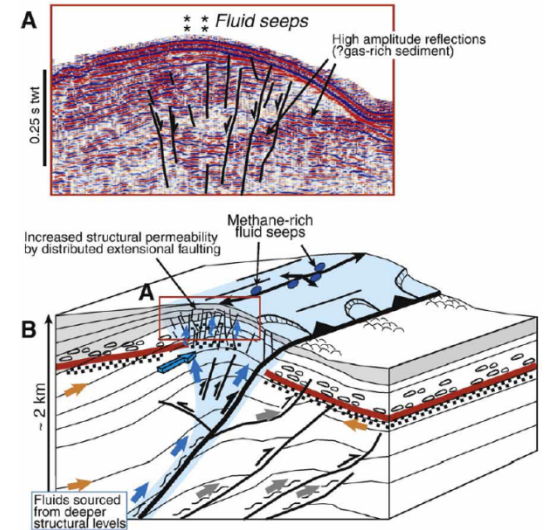 A
Fluid seeps
High amplitude reflections
(?gas-rich sediment)
0.25 s twt
Methane-rich
fluid seeps
Increased structural permeability
by distributed extensional faulting
A
B
~ 2 km
Fluids sourced
from deeper
structural levels